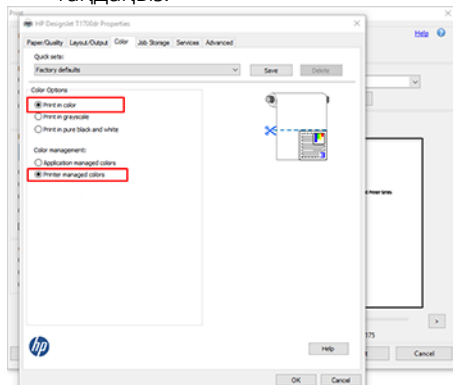 таңдаңыз.
Print
HP DesignJet T1700dr Properties
Help
Paper/Quality Layout/Output Color Job Storage Services Advanced
Quick sets:
Factory defaults
Save Delete
Color Options
Print in color
Print in grayscale
Print in pure black and white
Color management:
Application managed colors
Printer managed colors
hp
Help
Cancel
OK Cancel